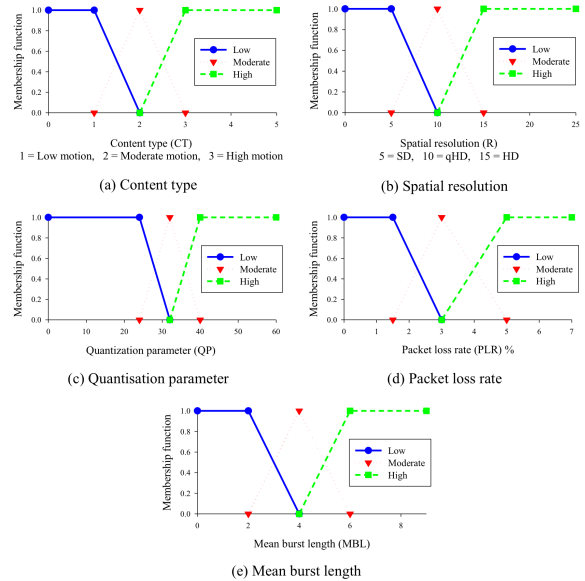 Membership function
1.0
0.8
0.6
0.4
0.2
0.0
Low
Moderate
High
0 1 2 3 4 5
Content type (CT)
1 = Low motion, 2 = Moderate motion, 3 = High motion
(a) Content type
Membership function
1.0
0.8
0.6
0.4
0.2
0.0
Low
Moderate
High
0 5 10 15 20 25
Spatial resolution (R)
5 = SD, 10 = qHD, 15 = HD
(b) Spatial resolution
Membership function
1.0
0.8
0.6
0.4
0.2
0.0
Low
Moderate
High
0 10 20 30 40 50 60
Quantization parameter (QP)
(c) Quantisation parameter
Membership function
1.0
0.8
0.6
0.4
0.2
0.0
Low
Moderate
High
0 1 2 3 4 5 6 7
Packet loss rate (PLR) %
(d) Packet loss rate
Membership function
1.0
0.8
0.6
0.4
0.2
0.0
Low
Moderate
High
0 2 4 6 8
Mean burst length (MBL)
(e) Mean burst length